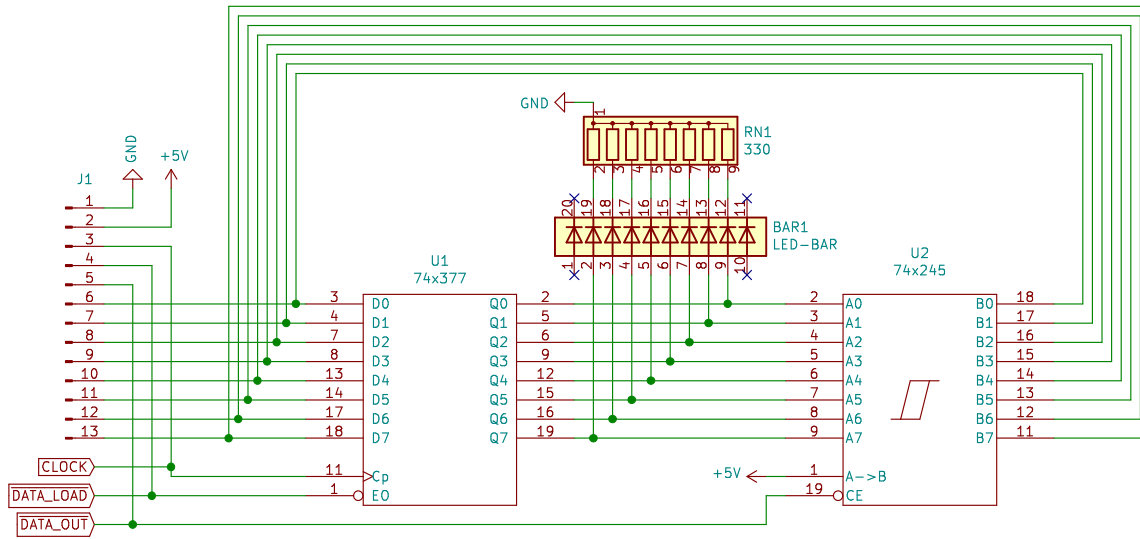 GND
1
RN1
330
2 3 4 5 6 7 8 9
GND
+5V
J1
1
2
3
4
5
6
7
8
9
10
11
12
13
20 19 18 17 16 15 14 13 12 11
BAR1
LED-BAR
1 2 3 4 5 6 7 8 9 10
U1
74x377
3 D0 Q0 2
4 D1 Q1 5
7 D2 Q2 6
8 D3 Q3 9
13 D4 Q4 12
14 D5 Q5 15
17 D6 Q6 16
18 D7 Q7 19
11 Cp
1 EO
U2
74x245
2 A0 B0 18
3 A1 B1 17
4 A2 B2 16
5 A3 B3 15
6 A4 B4 14
7 A5 B5 13
8 A6 B6 12
9 A7 B7 11
+5V 1 A->B
19 CE
CLOCK
DATA_LOAD
DATA_OUT